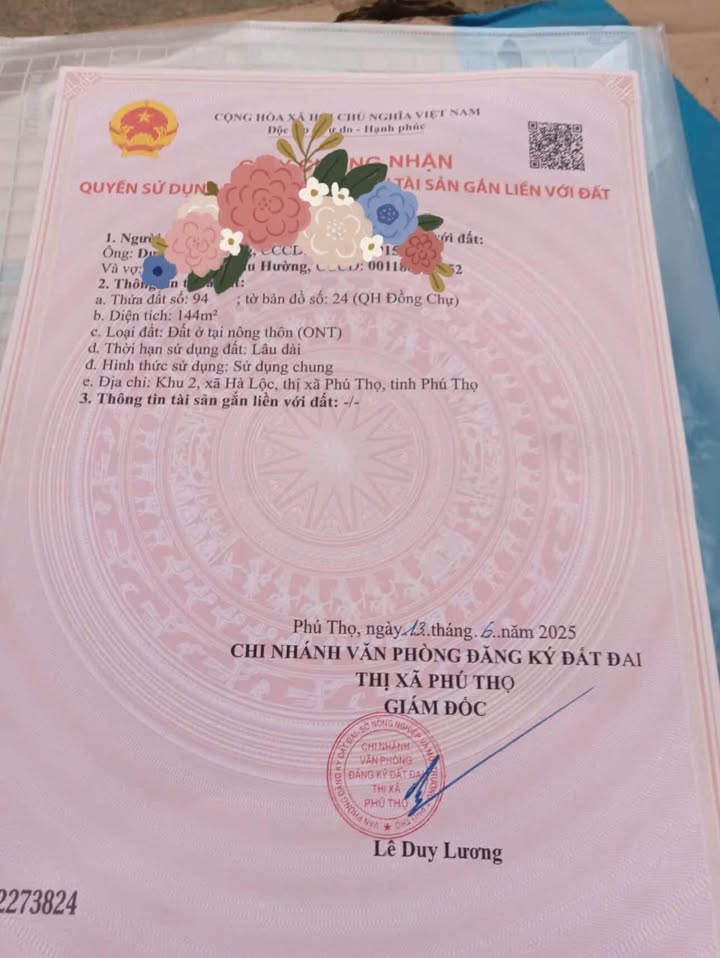 CỘNG HÒA XÃ HỘI CHỦ NGHĨA VIỆT NAM
Độc do - Hạnh phúc
NHẬN
QUYỀN SỬ DỤN TÀI SẢN GẮN LIỀN VỚI ĐẤT
1. Ngườ với đất:
Ông: CCCD:
Và vợ: Hường, CCCD: 0011
2. Thông tin
a. Thửa đất số: 94 ; tờ bản đồ số: 24 (QH Đồng Chự)
b. Diện tích: 144m²
c. Loại đất: Đất ở tại nông thôn (ONT)
d. Thời hạn sử dụng đất: Lâu dài
đ. Hình thức sử dụng: Sử dụng chung
e. Địa chỉ: Khu 2, xã Hà Lộc, thị xã Phú Thọ, tỉnh Phú Thọ
3. Thông tin tài sản gắn liền với đất: -/-
Phú Thọ, ngày 13 tháng 6 năm 2025
CHI NHÁNH VĂN PHÒNG ĐĂNG KÝ ĐẤT ĐAI
THỊ XÃ PHÚ THỌ
GIÁM ĐỐC
CHI NHÁNH
VĂN PHÒNG
ĐĂNG KÝ ĐẤT ĐAI
THỊ XÃ
PHÚ THỌ
Lê Duy Lương
2273824